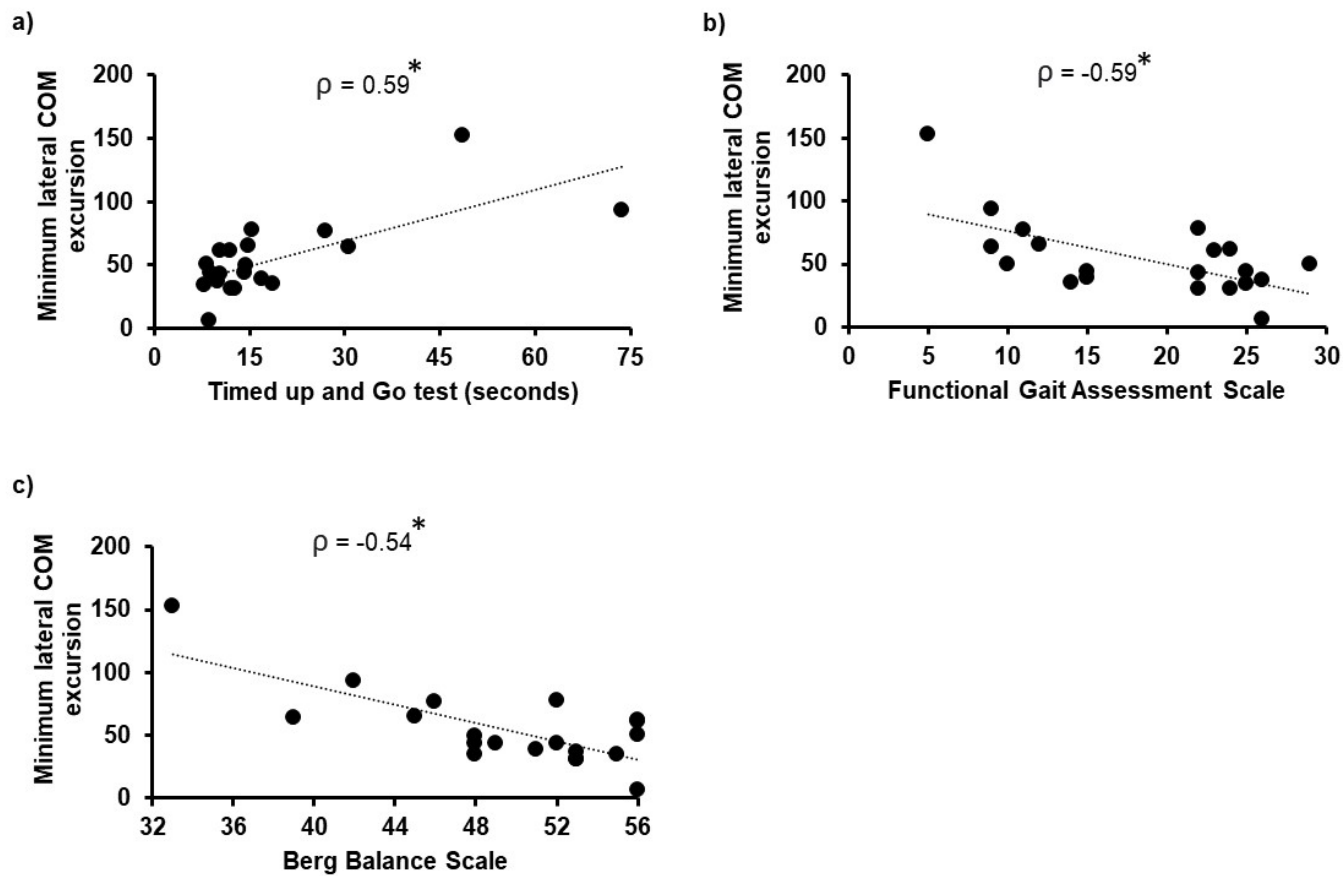 a)
ρ = 0.59*
Minimum lateral COM
excursion
200
150
100
50
0
0 15 30 45 60 75
Timed up and Go test (seconds)
b)
ρ = -0.59*
Minimum lateral COM
excursion
200
150
100
50
0
0 5 10 15 20 25 30
Functional Gait Assessment Scale
c)
ρ = -0.54*
Minimum lateral COM
excursion
200
150
100
50
0
32 36 40 44 48 52 56
Berg Balance Scale